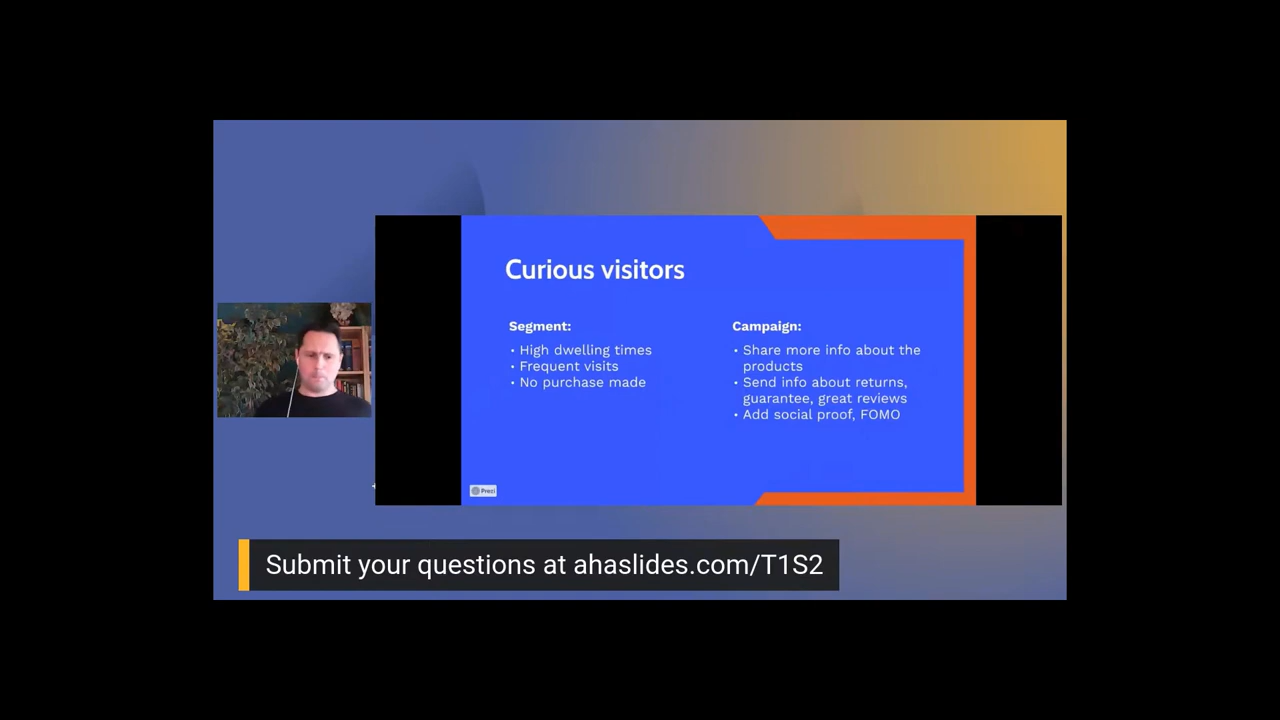 Curious visitors
Segment:
• High dwelling times
• Frequent visits
• No purchase made
Campaign:
• Share more info about the
products
• Send info about returns,
guarantee, great reviews
• Add social proof, FOMO
Prezi
Submit your questions at ahaslides.com/T1S2